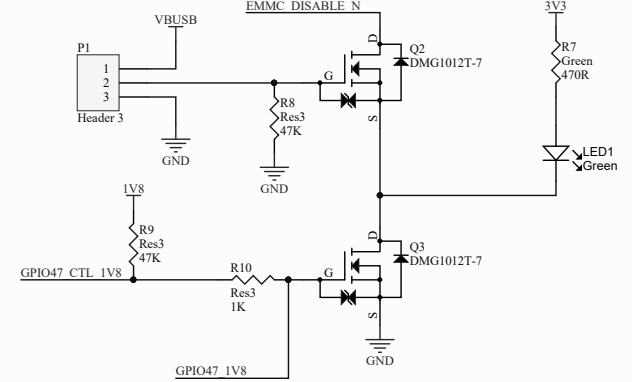 EMMC_DISABLE_N
3V3
VBUSB
P1
1
2
3
Header 3
D
Q2
DMG1012T-7
G
S
R7
Green
470R
R8
Res3
47K
GND
GND
LED1
Green
1V8
R9
Res3
47K
GPIO47_CTL_1V8
R10
Res3
1K
D
Q3
DMG1012T-7
G
S
GND
GPIO47_1V8